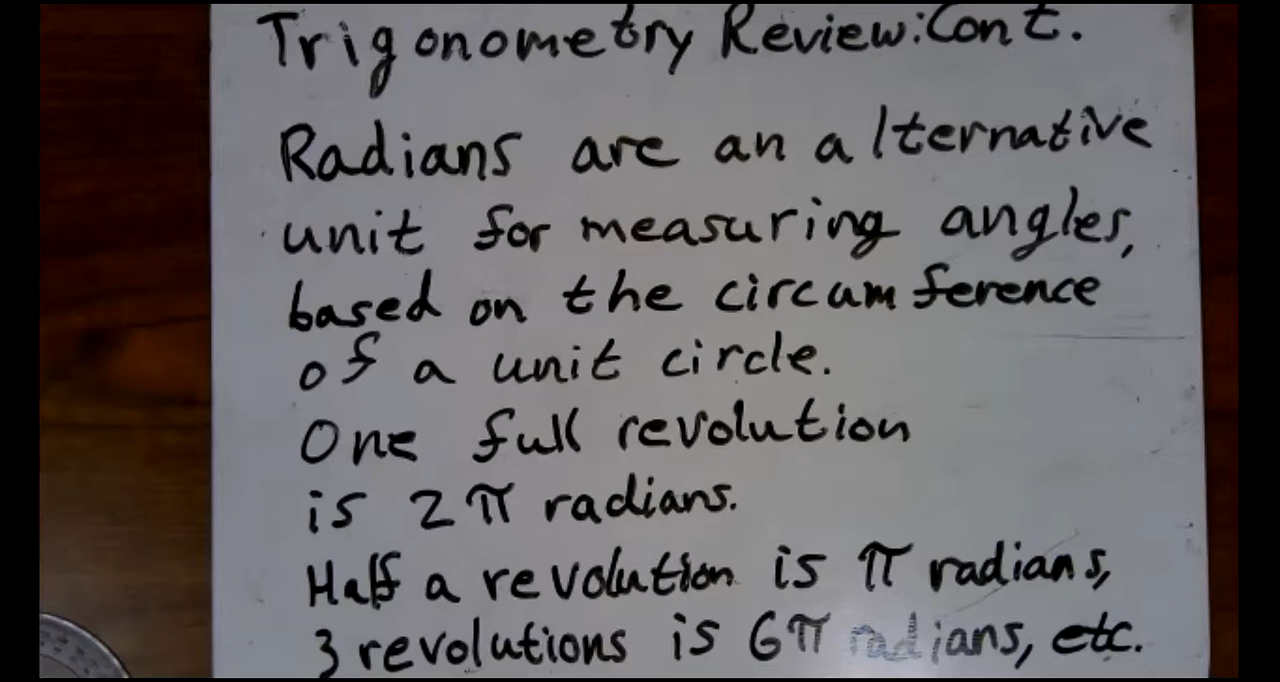 Trigonometry Review: Cont.
Radians are an alternative
unit for measuring angles,
based on the circumference
of a unit circle.
One full revolution
is 2π radians.
Half a revolution is π radians,
3 revolutions is 6π radians, etc.